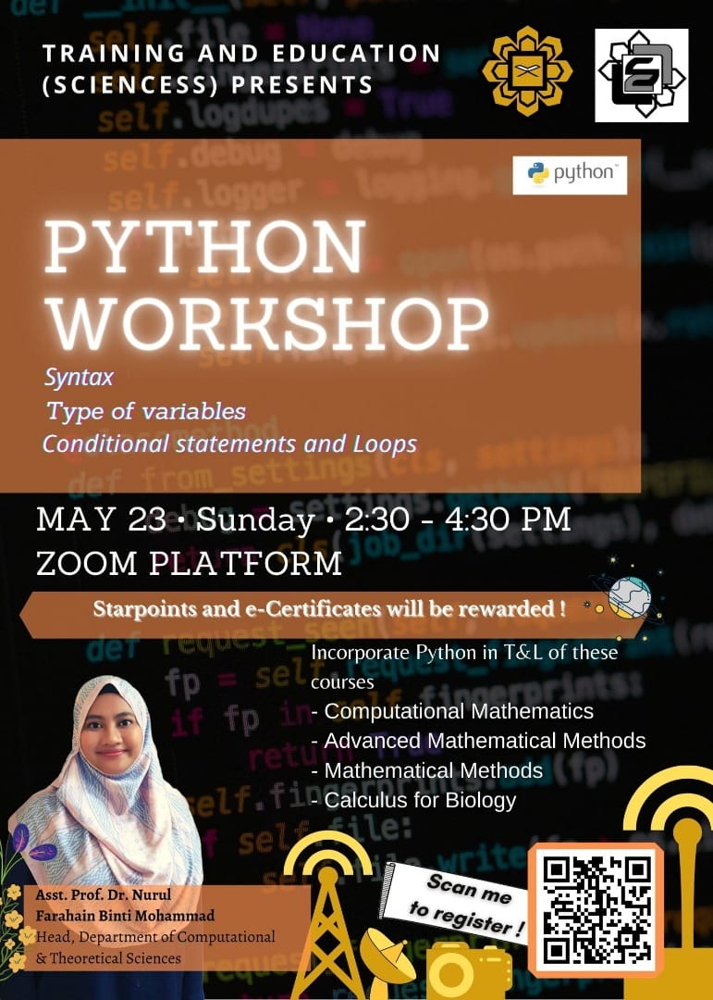 TRAINING AND EDUCATION
(SCIENCESS) PRESENTS
python™
PYTHON
WORKSHOP
Syntax
Type of variables
Conditional statements and Loops
MAY 23 • Sunday • 2:30 - 4:30 PM
ZOOM PLATFORM
Starpoints and e-Certificates will be rewarded !
Incorporate Python in T&L of these
courses
- Computational Mathematics
- Advanced Mathematical Methods
- Mathematical Methods
- Calculus for Biology
Scan me
to register !
Asst. Prof. Dr. Nurul
Farahain Binti Mohammad
Head, Department of Computational
& Theoretical Sciences